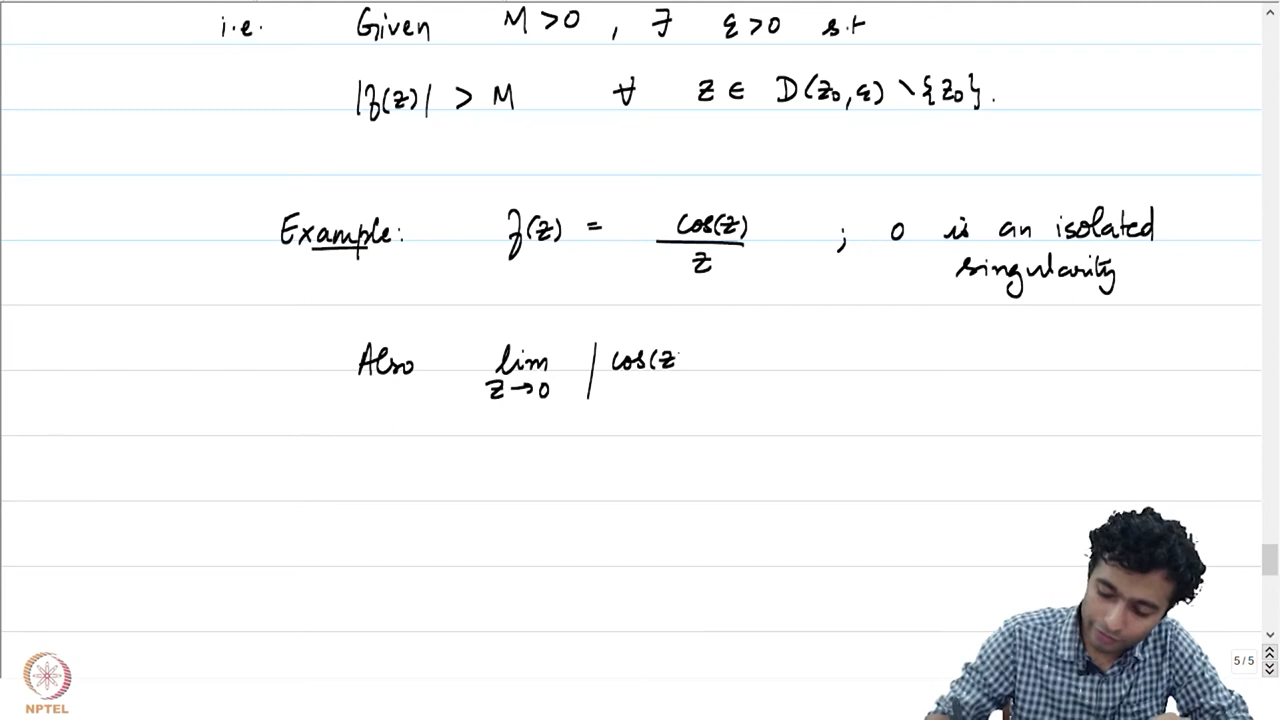 i.e. Given M > 0 , ∃ ε > 0 s.t
|f(z)| > M ∀ z ∈ D(z₀, ε) \ {z₀}.
Example: f(z) = cos(z) / z ; 0 is an isolated
singularity
Also lim z→0 | cos(z
5 / 5
NPTEL